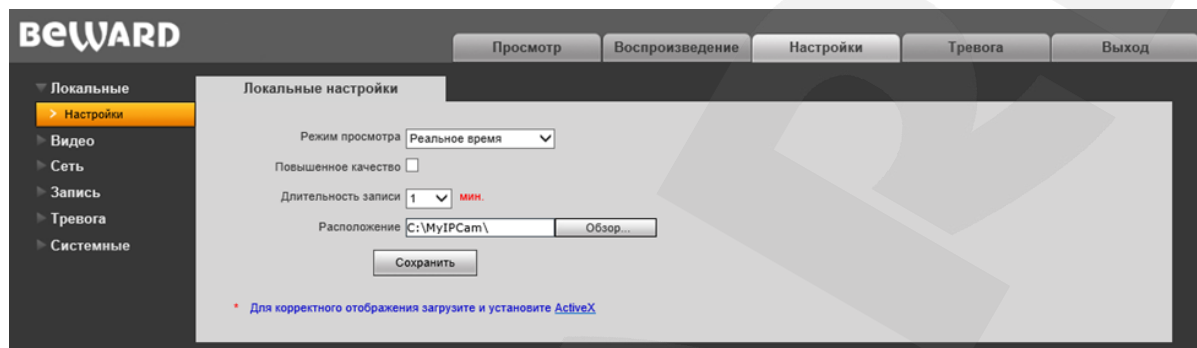 BEWARD
Просмотр Воспроизведение Настройки Тревога Выход
Локальные
> Настройки
Видео
Сеть
Запись
Тревога
Системные
Локальные настройки
Режим просмотра Реальное время
Повышенное качество
Длительность записи 1 мин.
Расположение C:\MyIPCam\ Обзор...
Сохранить
* Для корректного отображения загрузите и установите ActiveX